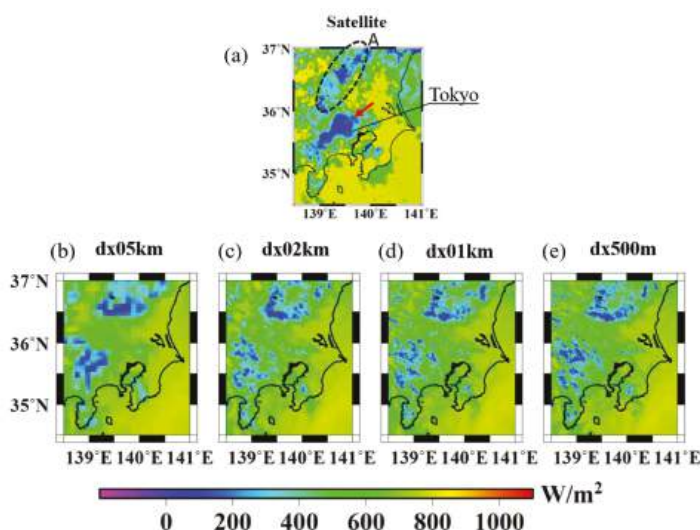 Satellite
(a)
A
37°N
36°N
35°N
Tokyo
139°E 140°E 141°E
(b) dx05km
(c) dx02km
(d) dx01km
(e) dx500m
37°N
36°N
35°N
139°E 140°E 141°E
139°E 140°E 141°E
139°E 140°E 141°E
139°E 140°E 141°E
W/m²
0 200 400 600 800 1000